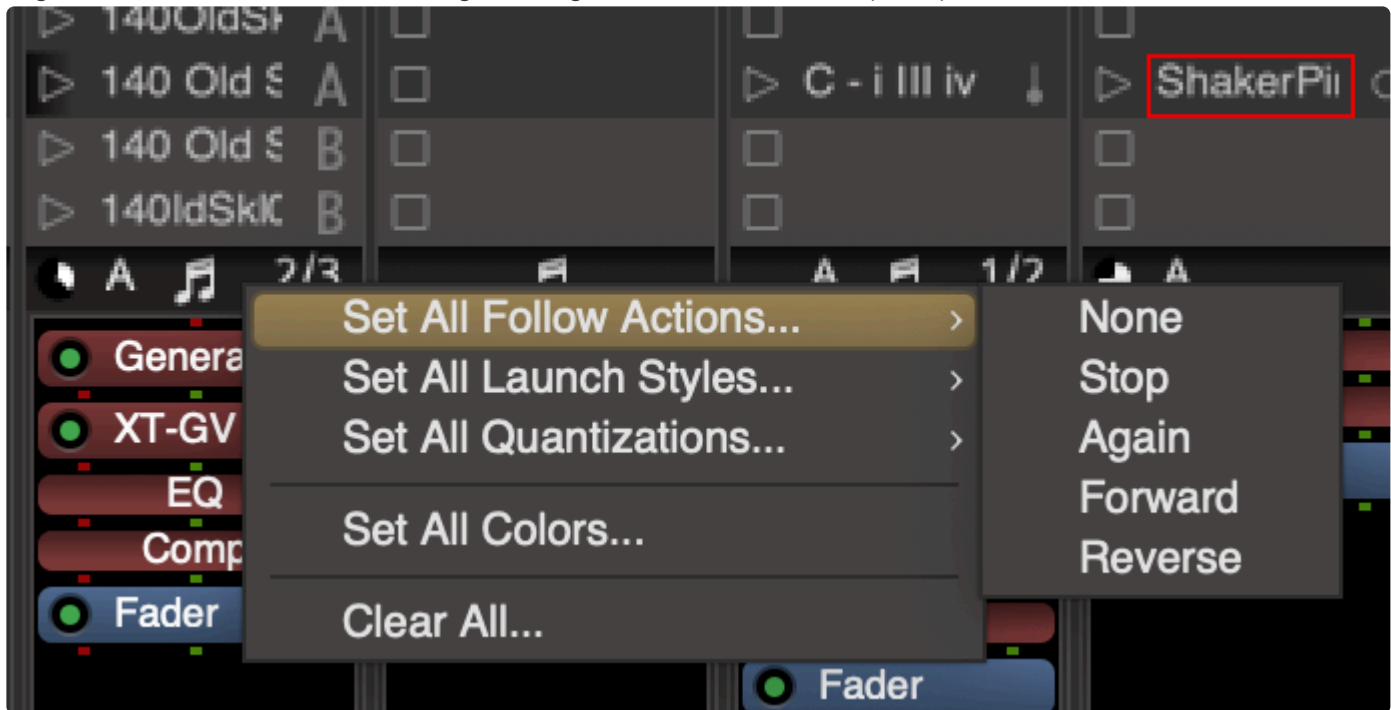 140OldSk A
140 Old S A
C - i III iv
ShakerPi
140 Old S B
140ldSkl B
A 2/3
A 1/2
A
Set All Follow Actions... >
None
Genera
Set All Launch Styles... >
Stop
XT-GV
Set All Quantizations... >
Again
EQ
Forward
Set All Colors...
Comp
Reverse
Fader
Clear All...
Fader